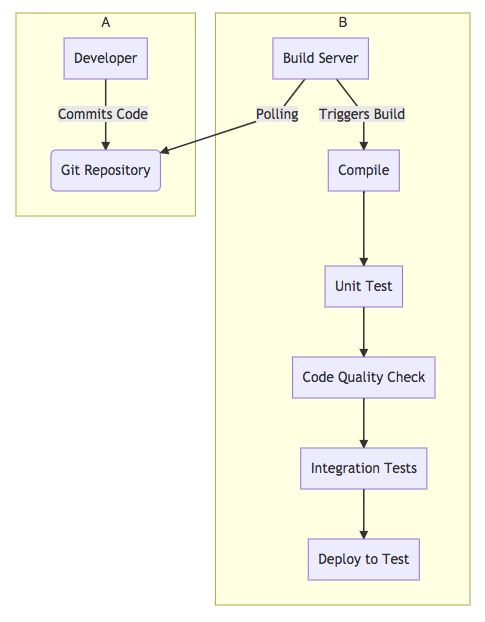 A
Developer
Commits Code
Git Repository
B
Build Server
Polling
Triggers Build
Compile
Unit Test
Code Quality Check
Integration Tests
Deploy to Test